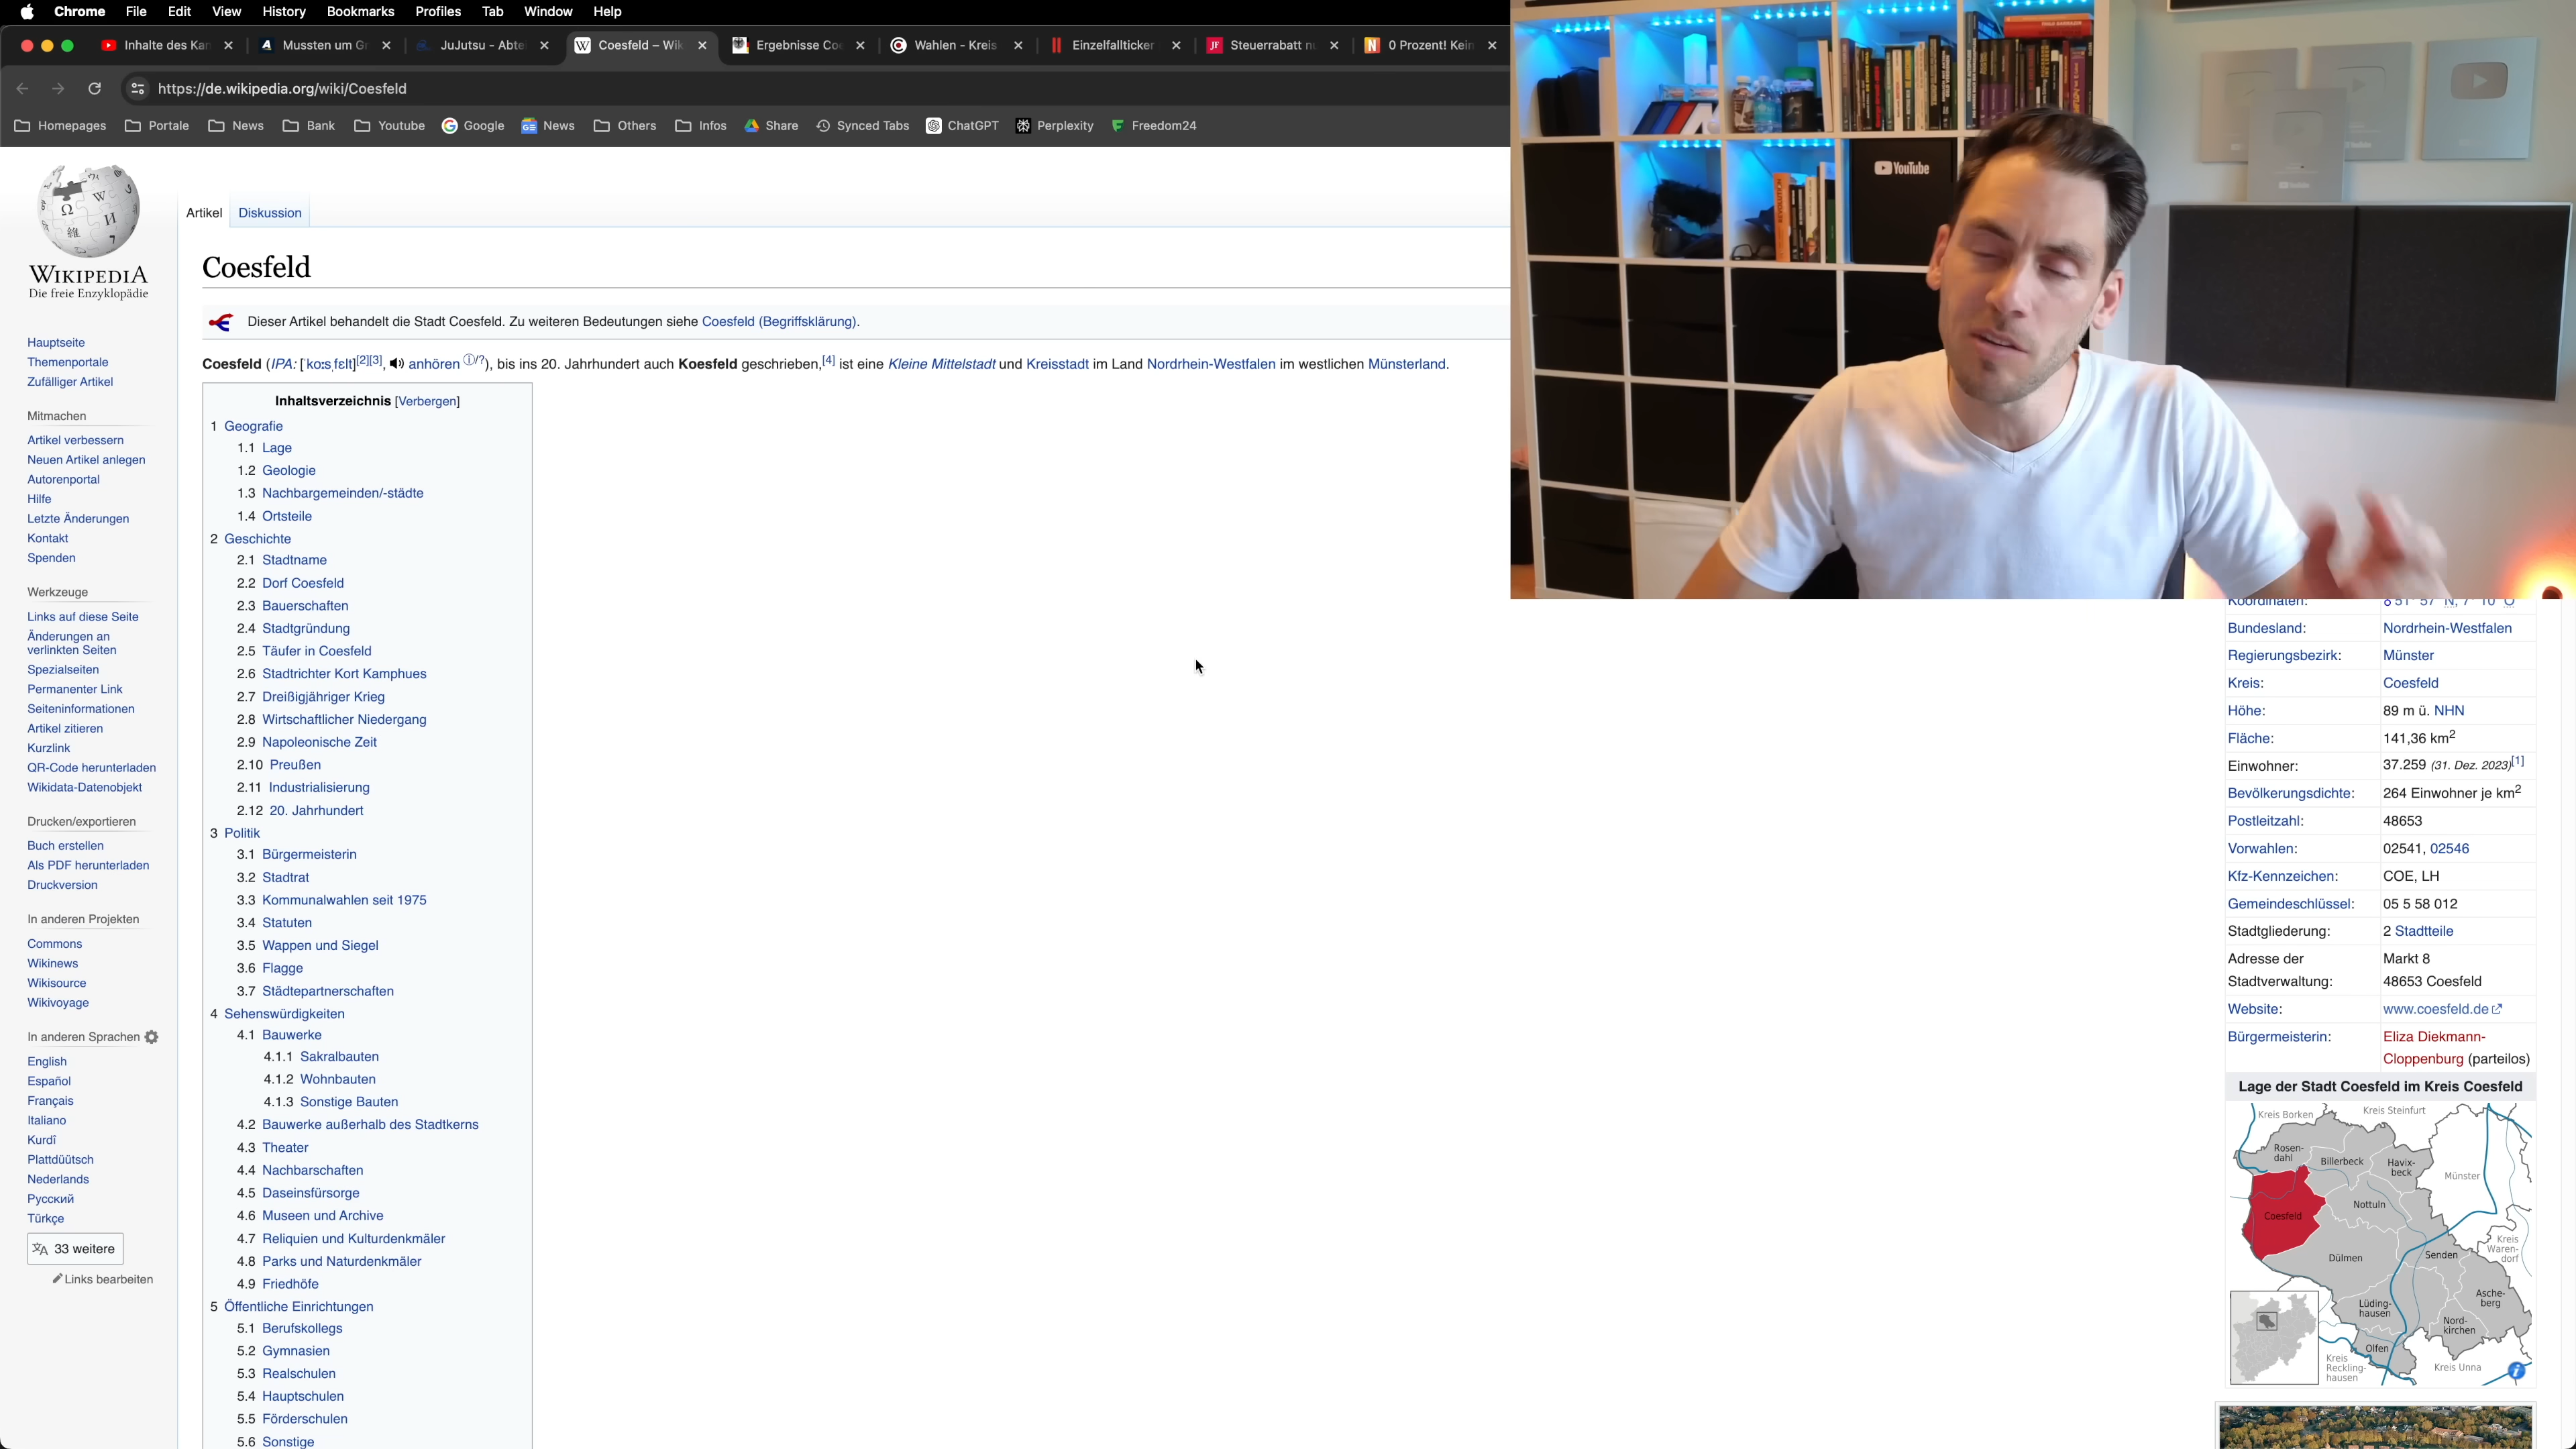 Chrome File Edit View History Bookmarks Profiles Tab Window Help
Inhalte des Kan
Mussten um Gr
JuJutsu - Abte
Coesfeld – Wik
Ergebnisse Coe
Wahlen - Kreis
Einzelfallticker
Steuerrabatt nu
0 Prozent! Kein
https://de.wikipedia.org/wiki/Coesfeld
Homepages Portale News Bank Youtube Google News Others Infos Share Synced Tabs ChatGPT Perplexity Freedom24
YouTube
WIKIPEDIA
Die freie Enzyklopädie
Hauptseite
Themenportale
Zufälliger Artikel
Mitmachen
Artikel verbessern
Neuen Artikel anlegen
Autorenportal
Hilfe
Letzte Änderungen
Kontakt
Spenden
Werkzeuge
Links auf diese Seite
Änderungen an
verlinkten Seiten
Spezialseiten
Permanenter Link
Seiteninformationen
Artikel zitieren
Kurzlink
QR-Code herunterladen
Wikidata-Datenobjekt
Drucken/exportieren
Buch erstellen
Als PDF herunterladen
Druckversion
In anderen Projekten
Commons
Wikinews
Wikisource
Wikivoyage
In anderen Sprachen
English
Español
Français
Italiano
Kurdî
Plattdüütsch
Nederlands
Русский
Türkçe
33 weitere
Links bearbeiten
Artikel Diskussion
Coesfeld
Dieser Artikel behandelt die Stadt Coesfeld. Zu weiteren Bedeutungen siehe Coesfeld (Begriffsklärung).
Coesfeld (IPA: [ˈkoːsˌfɛlt][2][3], anhören ⓘ/?), bis ins 20. Jahrhundert auch Koesfeld geschrieben,[4] ist eine Kleine Mittelstadt und Kreisstadt im Land Nordrhein-Westfalen im westlichen Münsterland.
Inhaltsverzeichnis [Verbergen]
1 Geografie
1.1 Lage
1.2 Geologie
1.3 Nachbargemeinden/-städte
1.4 Ortsteile
2 Geschichte
2.1 Stadtname
2.2 Dorf Coesfeld
2.3 Bauerschaften
2.4 Stadtgründung
2.5 Täufer in Coesfeld
2.6 Stadtrichter Kort Kamphues
2.7 Dreißigjähriger Krieg
2.8 Wirtschaftlicher Niedergang
2.9 Napoleonische Zeit
2.10 Preußen
2.11 Industrialisierung
2.12 20. Jahrhundert
3 Politik
3.1 Bürgermeisterin
3.2 Stadtrat
3.3 Kommunalwahlen seit 1975
3.4 Statuten
3.5 Wappen und Siegel
3.6 Flagge
3.7 Städtepartnerschaften
4 Sehenswürdigkeiten
4.1 Bauwerke
4.1.1 Sakralbauten
4.1.2 Wohnbauten
4.1.3 Sonstige Bauten
4.2 Bauwerke außerhalb des Stadtkerns
4.3 Theater
4.4 Nachbarschaften
4.5 Daseinsfürsorge
4.6 Museen und Archive
4.7 Reliquien und Kulturdenkmäler
4.8 Parks und Naturdenkmäler
4.9 Friedhöfe
5 Öffentliche Einrichtungen
5.1 Berufskollegs
5.2 Gymnasien
5.3 Realschulen
5.4 Hauptschulen
5.5 Förderschulen
5.6 Sonstige
Koordinaten: 51° 57′ N, 7° 10′ O
Bundesland: Nordrhein-Westfalen
Regierungsbezirk: Münster
Kreis: Coesfeld
Höhe: 89 m ü. NHN
Fläche: 141,36 km2
Einwohner: 37.259 (31. Dez. 2023)[1]
Bevölkerungsdichte: 264 Einwohner je km2
Postleitzahl: 48653
Vorwahlen: 02541, 02546
Kfz-Kennzeichen: COE, LH
Gemeindeschlüssel: 05 5 58 012
Stadtgliederung: 2 Stadtteile
Adresse der Markt 8
Stadtverwaltung: 48653 Coesfeld
Website: www.coesfeld.de
Bürgermeisterin: Eliza Diekmann-
Cloppenburg (parteilos)
Lage der Stadt Coesfeld im Kreis Coesfeld
Kreis Borken
Kreis Steinfurt
Rosen-
dahl
Billerbeck
Havix-
beck
Münster
Coesfeld
Nottuln
Kreis
Waren-
dorf
Dülmen
Senden
Asche-
berg
Lüding-
hausen
Nord-
kirchen
Olfen
Kreis
Reckling-
hausen
Kreis Unna